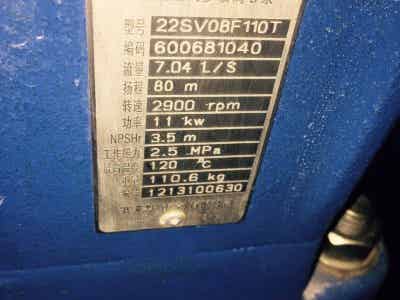 型号 22SV08F110T
编码 600681040
流量 7.04 L/S
扬程 80 m
转速 2900 rpm
功率 11 kw
NPSHr 3.5 m
工作压力 2.5 MPa
120 ℃
110.6 kg
1213100630